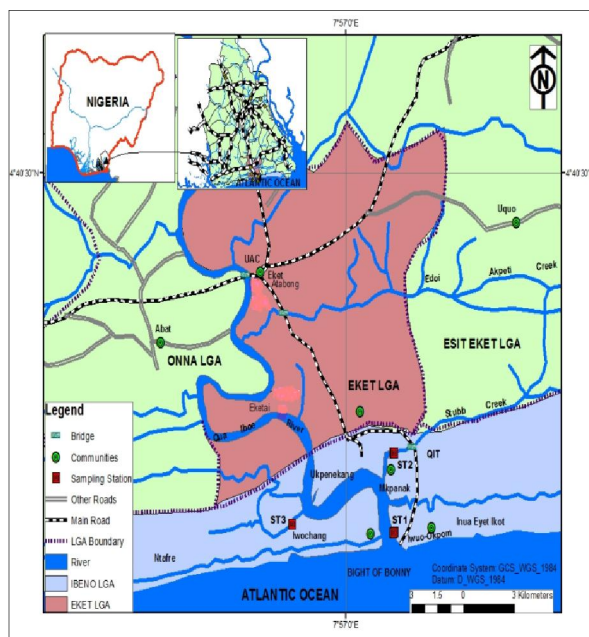 7°57'0"E
NIGERIA
ATLANTIC OCEAN
N
4°40'30"N
4°40'30"N
Uquo
UAC
Eket
Atabong
Edoi
Akpeti
Creek
Abat
ONNA LGA
ESIT EKET LGA
EKET LGA
Ekatai
Qua
Iboe
River
Stubb
Creek
Legend
Bridge
Communities
Sampling Station
Other Roads
Main Road
LGA Boundary
River
IBENO LGA
EKET LGA
QIT
ST2
Ukpenekang
Mkpanak
ST3
Iwochang
ST1
Inua Eyet Ikot
Iwuo-Okpom
Ntafre
BIGHT OF BONNY
Coordinate System: GCS_WGS_1984
Datum: D_WGS_1984
ATLANTIC OCEAN
3 1.5 0 3 Kilometers
7°57'0"E